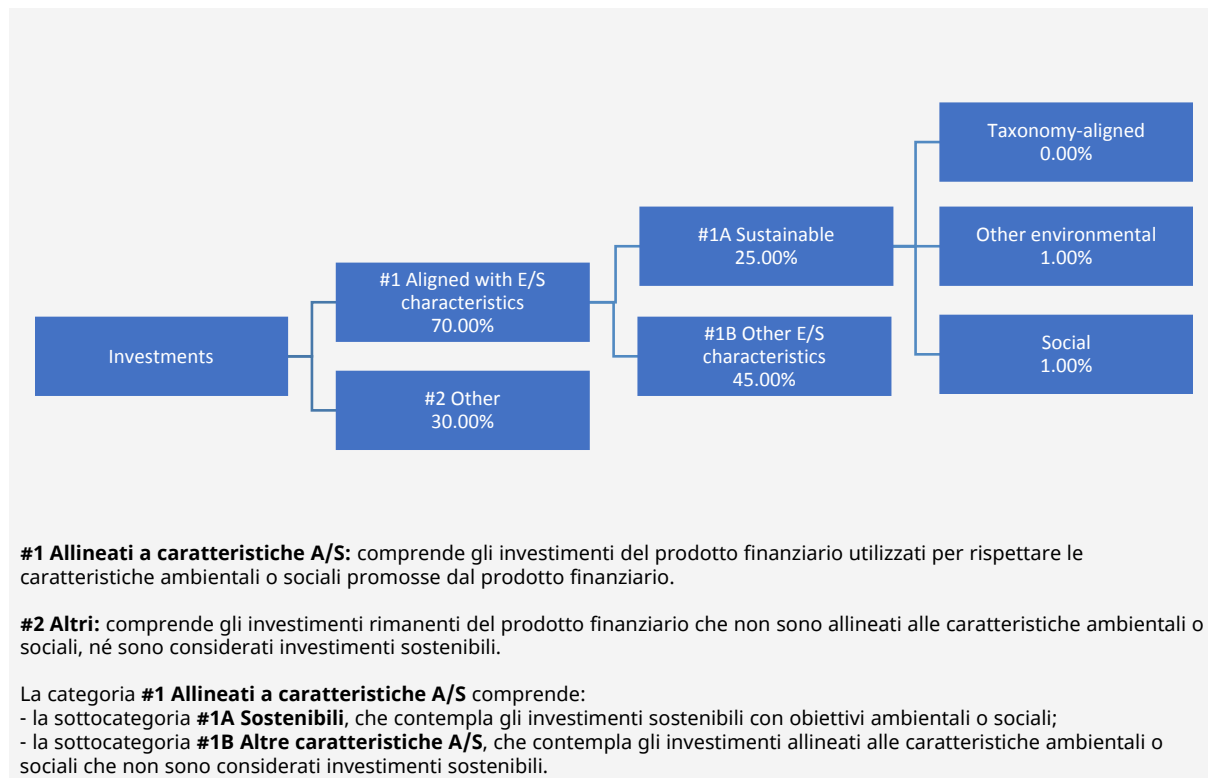 Investments
#1 Aligned with E/S
characteristics
70.00%
#2 Other
30.00%
#1A Sustainable
25.00%
#1B Other E/S
characteristics
45.00%
Taxonomy-aligned
0.00%
Other environmental
1.00%
Social
1.00%
#1 Allineati a caratteristiche A/S: comprende gli investimenti del prodotto finanziario utilizzati per rispettare le
caratteristiche ambientali o sociali promosse dal prodotto finanziario.
#2 Altri: comprende gli investimenti rimanenti del prodotto finanziario che non sono allineati alle caratteristiche ambientali o
sociali, né sono considerati investimenti sostenibili.
La categoria #1 Allineati a caratteristiche A/S comprende:
- la sottocategoria #1A Sostenibili, che contempla gli investimenti sostenibili con obiettivi ambientali o sociali;
- la sottocategoria #1B Altre caratteristiche A/S, che contempla gli investimenti allineati alle caratteristiche ambientali o
sociali che non sono considerati investimenti sostenibili.